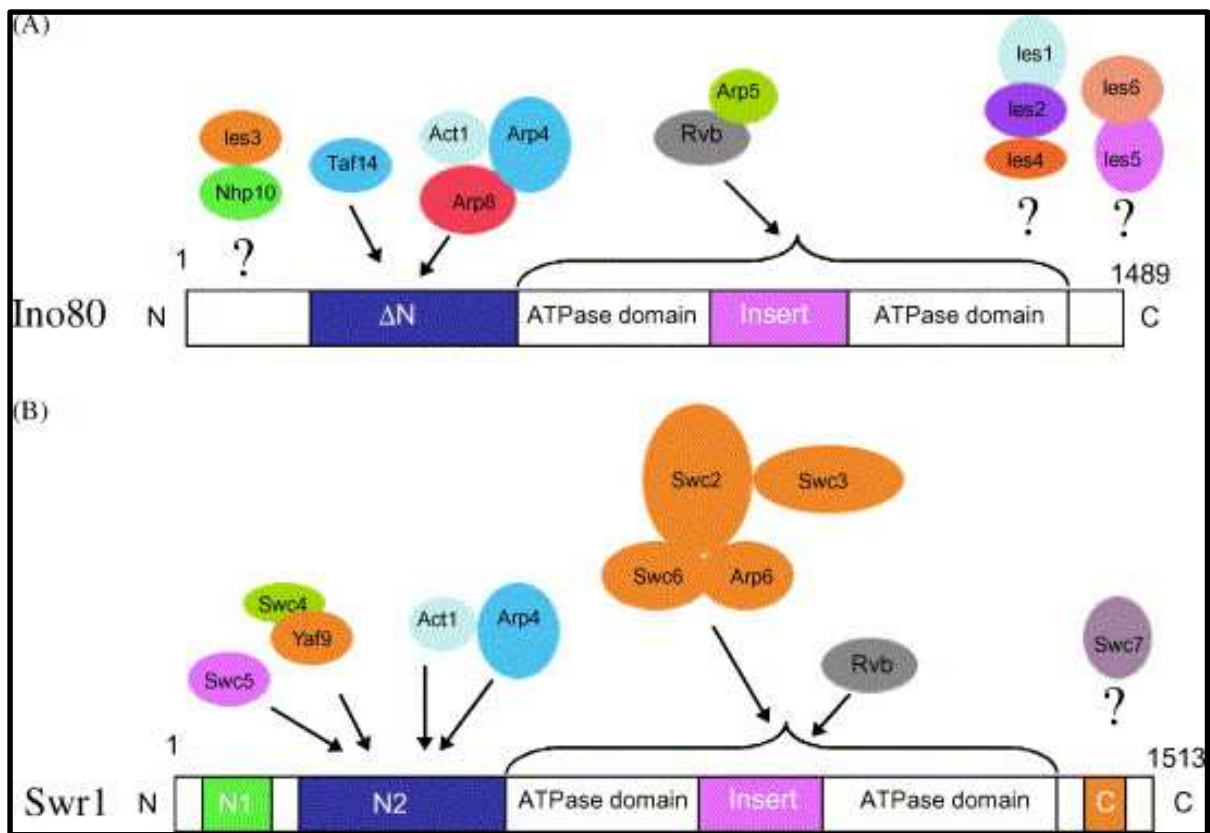 (A)
Ies1
Ies6
Arp5
Ies3
Act1
Arp4
Rvb
Ies2
Taf14
Ies4
Ies5
Nhp10
Arp8
?
?
?
1
1489
Ino80
N
ΔN
ATPase domain
Insert
ATPase domain
C
(B)
Swc2
Swc3
Swc6
Arp6
Swc4
Act1
Arp4
Yaf9
Swc7
Swc5
Rvb
?
1
1513
Swr1
N
N1
N2
ATPase domain
Insert
ATPase domain
C
C